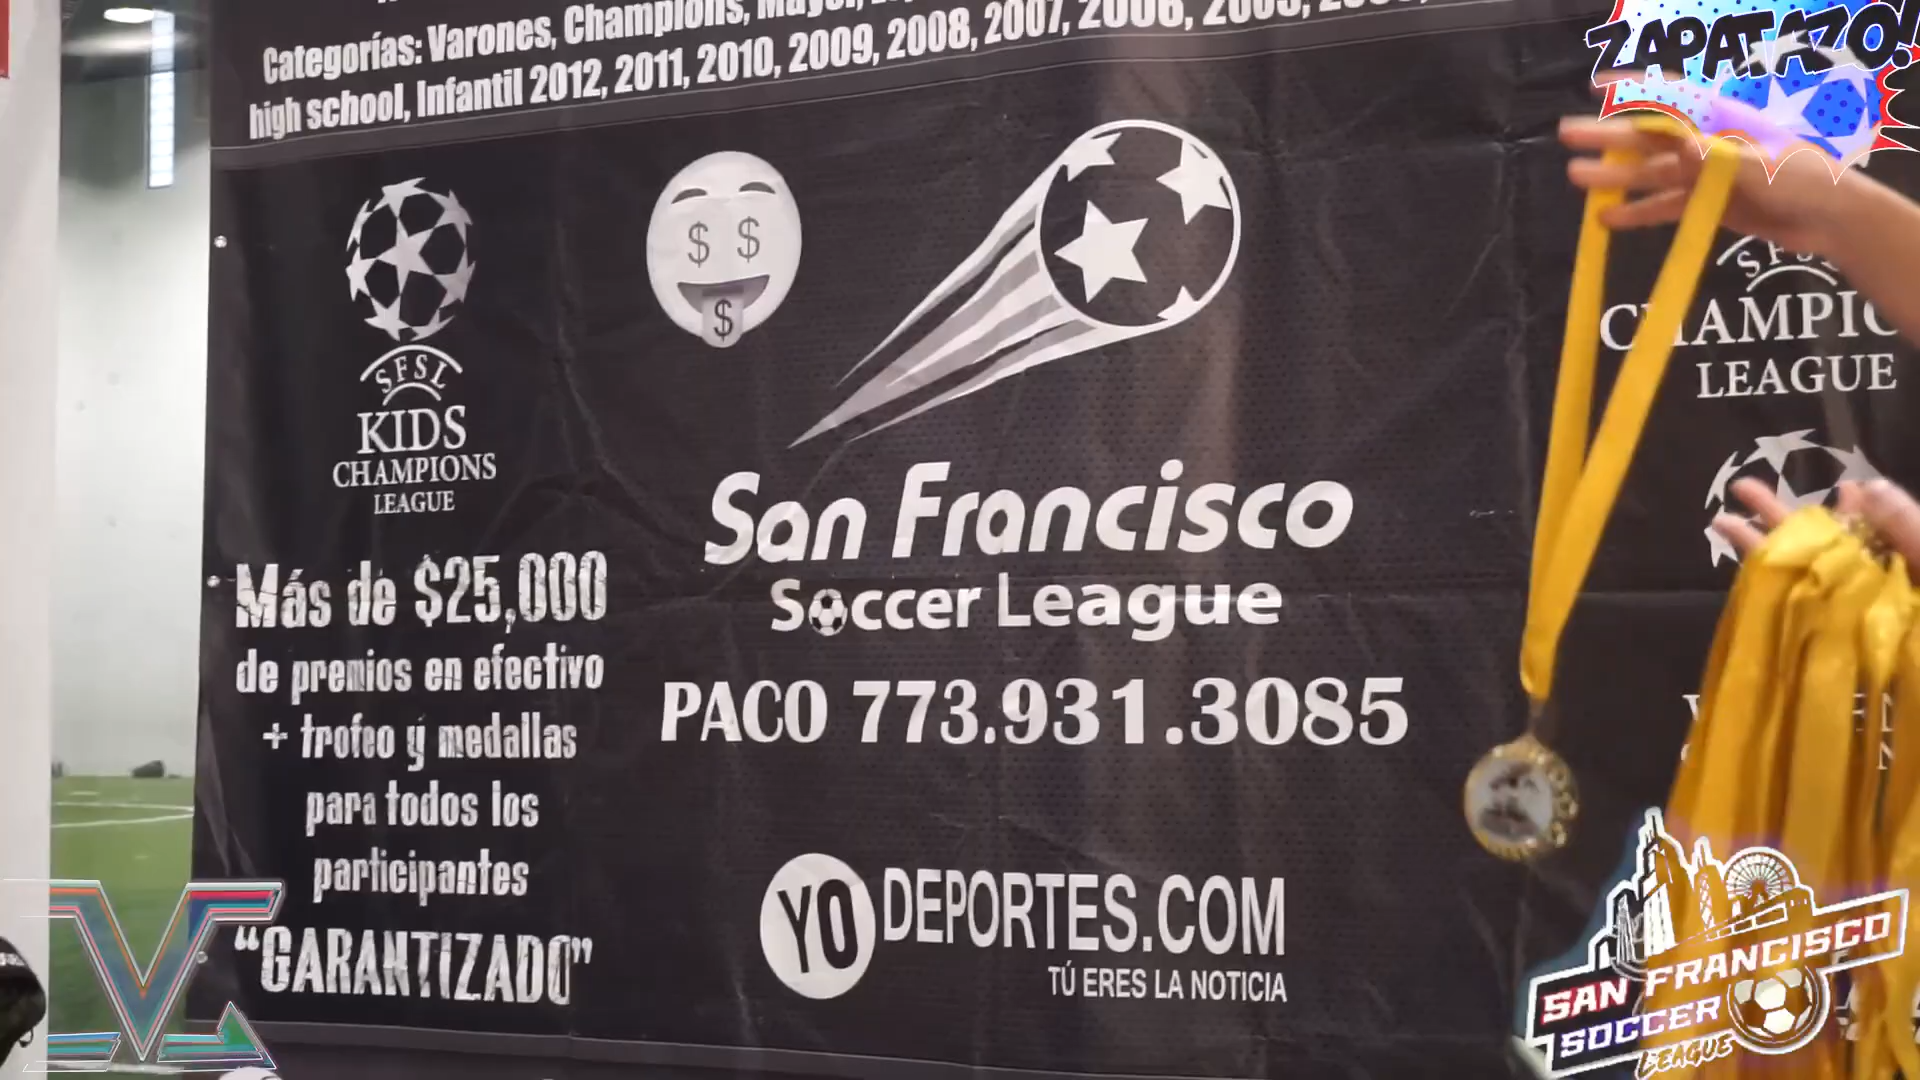 Categorías: Varones, Champions,
high school, Infantil 2012, 2011, 2010, 2009, 2008, 2007, 2006,
ZAPATAZO!
SFSL
KIDS
CHAMPIONS
LEAGUE
$ $
$
Más de $25,000
de premios en efectivo
+ trofeo y medallas
para todos los
participantes
“GARANTIZADO”
San Francisco
Soccer League
PACO 773.931.3085
YO DEPORTES.COM
TÚ ERES LA NOTICIA
LEAGUE
SAN FRANCISCO
SOCCER
LEAGUE